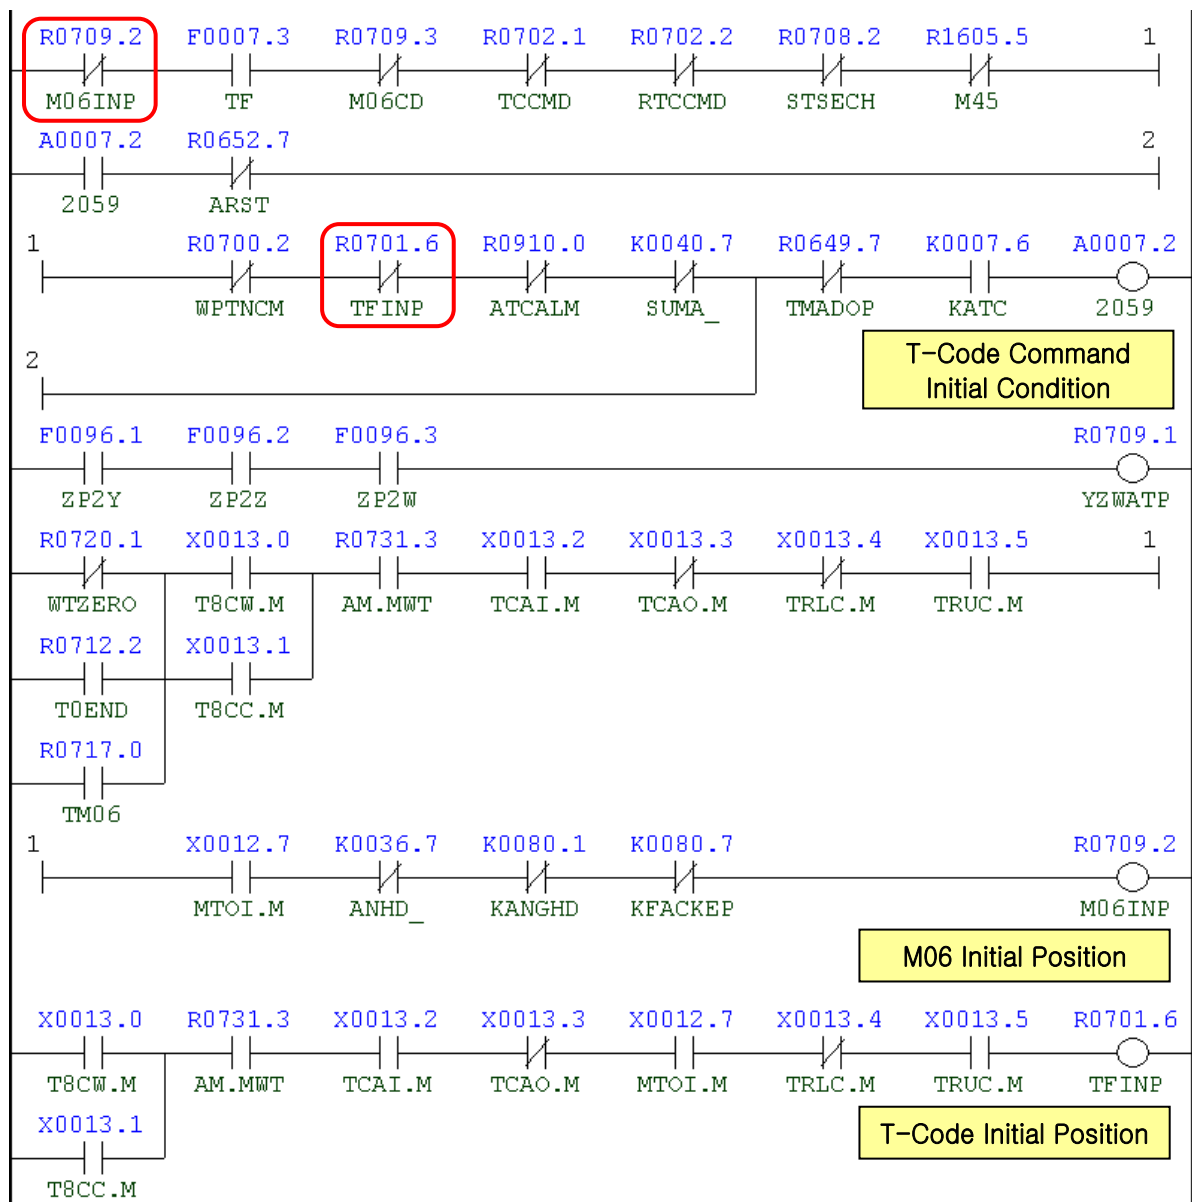 R0709.2 F0007.3 R0709.3 R0702.1 R0702.2 R0708.2 R1605.5 1
M06INP TF M06CD TCCMD RTCCMD STSECH M45
A0007.2 R0652.7 2
2059 ARST
1 R0700.2 R0701.6 R0910.0 K0040.7 R0649.7 K0007.6 A0007.2
WPTNCM TFINP ATCALM SUMA_ TMADOP KATC 2059
T-Code Command
Initial Condition
2
F0096.1 F0096.2 F0096.3 R0709.1
ZP2Y ZP2Z ZP2W YZWATP
R0720.1 X0013.0 R0731.3 X0013.2 X0013.3 X0013.4 X0013.5 1
WTZERO T8CW.M AM.MWT TCAI.M TCAO.M TRLC.M TRUC.M
R0712.2 X0013.1
T0END T8CC.M
R0717.0
TM06
1 X0012.7 K0036.7 K0080.1 K0080.7 R0709.2
MTOI.M ANHD_ KANGHD KFACKEP M06INP
M06 Initial Position
X0013.0 R0731.3 X0013.2 X0013.3 X0012.7 X0013.4 X0013.5 R0701.6
T8CW.M AM.MWT TCAI.M TCAO.M MTOI.M TRLC.M TRUC.M TFINP
X0013.1
T-Code Initial Position
T8CC.M